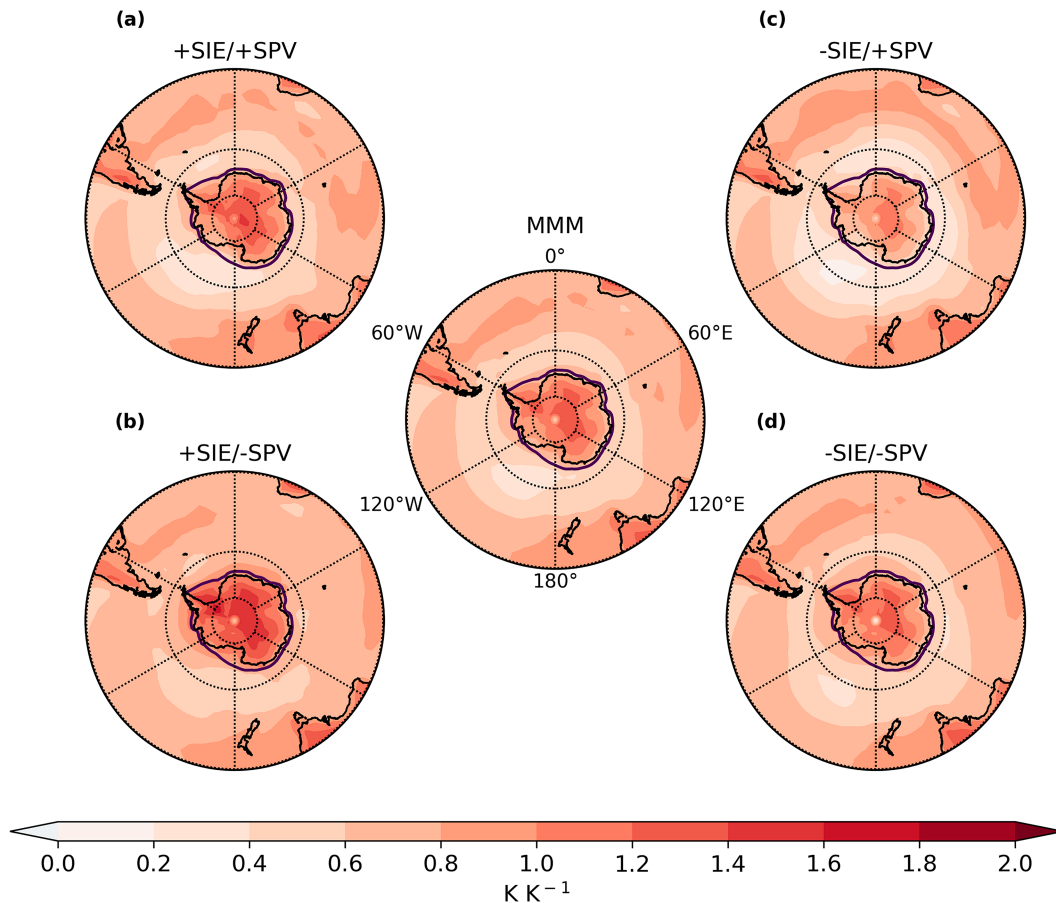 (a)
+SIE/+SPV
(c)
-SIE/+SPV
MMM
0°
60°W
60°E
120°W
120°E
180°
(b)
+SIE/-SPV
(d)
-SIE/-SPV
0.0 0.2 0.4 0.6 0.8 1.0 1.2 1.4 1.6 1.8 2.0
K K⁻¹